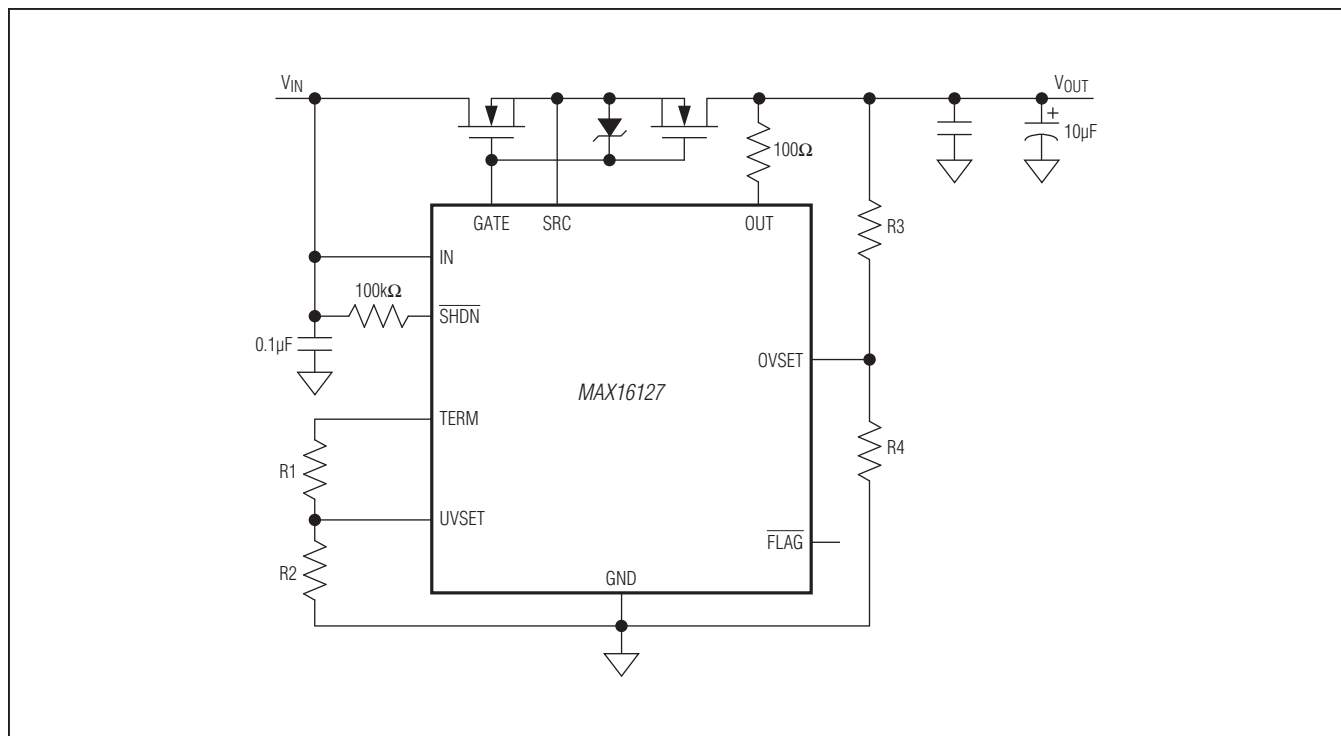 VIN
VOUT
10µF
+
100Ω
GATE
SRC
OUT
R3
IN
100kΩ
SHDN
0.1µF
OVSET
MAX16127
TERM
R1
R4
UVSET
FLAG
R2
GND